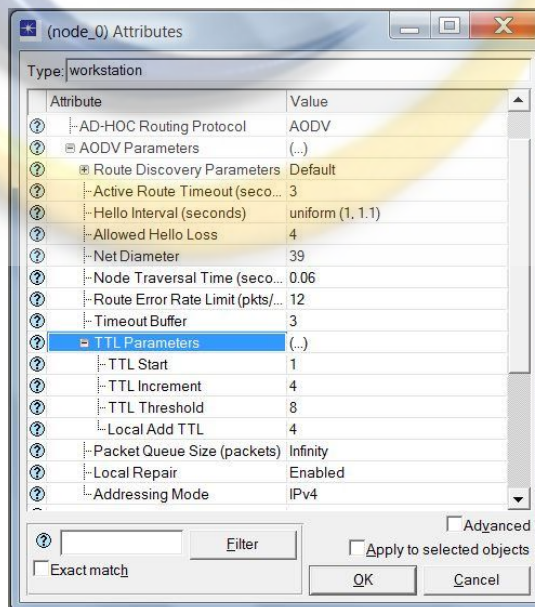 (node_0) Attributes
Type: workstation
Attribute Value
AD-HOC Routing Protocol AODV
AODV Parameters (...)
Route Discovery Parameters Default
Active Route Timeout (seco... 3
Hello Interval (seconds) uniform (1, 1.1)
Allowed Hello Loss 4
Net Diameter 39
Node Traversal Time (seco... 0.06
Route Error Rate Limit (pkts/... 12
Timeout Buffer 3
TTL Parameters (...)
TTL Start 1
TTL Increment 4
TTL Threshold 8
Local Add TTL 4
Packet Queue Size (packets) Infinity
Local Repair Enabled
Addressing Mode IPv4
Advanced
Filter
Apply to selected objects
Exact match
OK Cancel